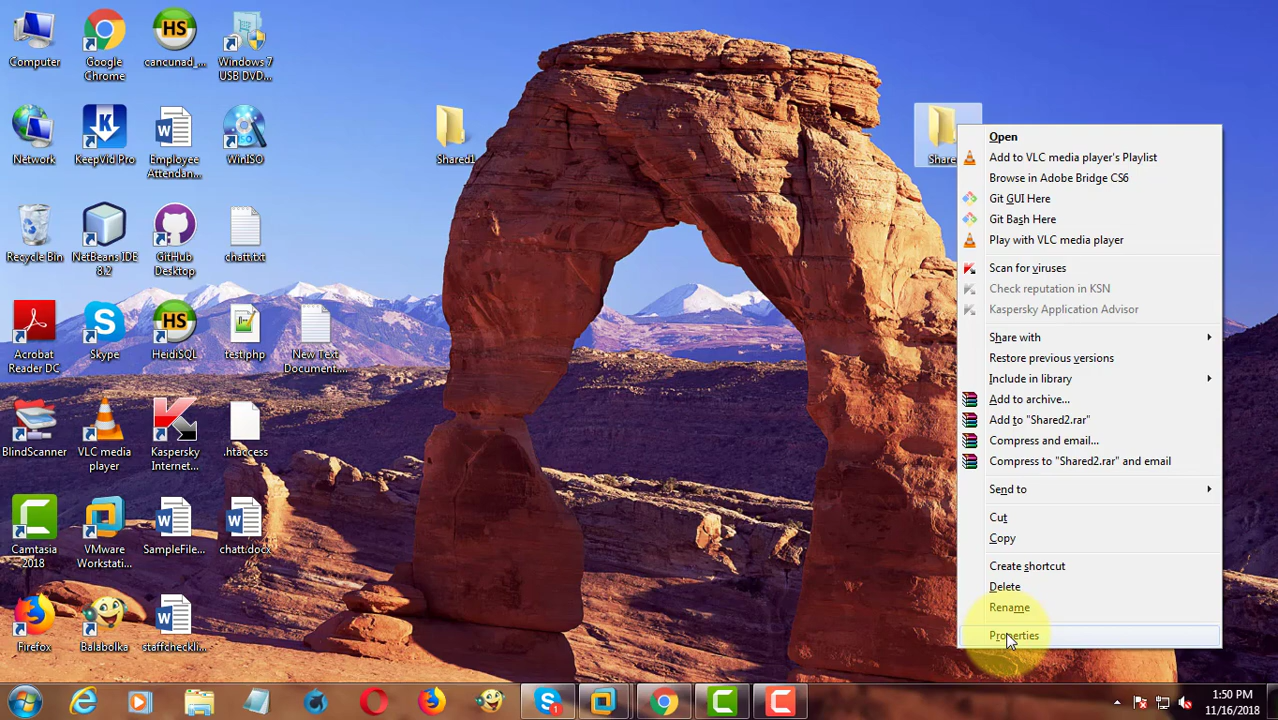 Computer
Google
Chrome
HS
cancunad_...
Windows 7
USB DVD...
Network
KeepVid Pro
Employee
Attendan...
WinISO
Shared1
Share
Recycle Bin
NetBeans IDE
8.2
GitHub
Desktop
chatt.txt
Acrobat
Reader DC
Skype
HS
HeidiSQL
test.php
New Text
Document....
BlindScanner
VLC media
player
Kaspersky
Internet...
.htaccess
Camtasia
2018
VMware
Workstati...
SampleFile...
chatt.docx
Firefox
Balabolka
staffcheckli...
Open
Add to VLC media player's Playlist
Browse in Adobe Bridge CS6
Git GUI Here
Git Bash Here
Play with VLC media player
Scan for viruses
Check reputation in KSN
Kaspersky Application Advisor
Share with
Restore previous versions
Include in library
Add to archive...
Add to "Shared2.rar"
Compress and email...
Compress to "Shared2.rar" and email
Send to
Cut
Copy
Create shortcut
Delete
Rename
Properties
1:50 PM
11/16/2018